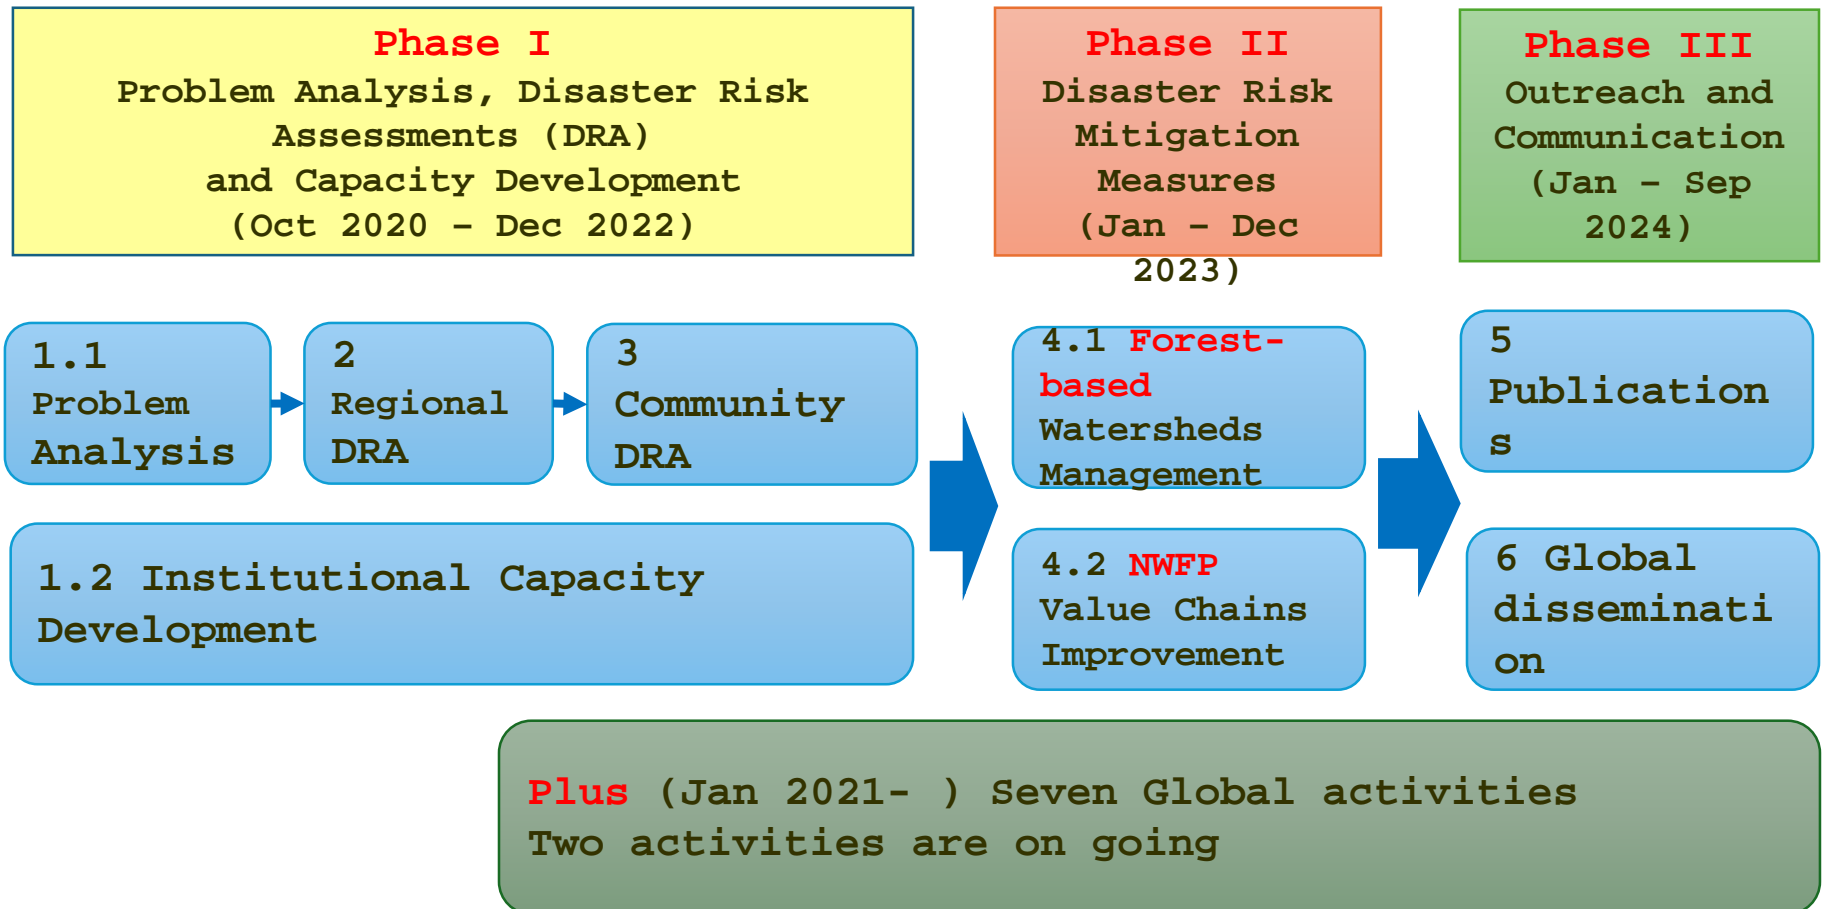 Phase I
Problem Analysis, Disaster Risk
Assessments (DRA)
and Capacity Development
(Oct 2020 – Dec 2022)
Phase II
Disaster Risk
Mitigation
Measures
(Jan – Dec
2023)
Phase III
Outreach and
Communication
(Jan – Sep
2024)
1.1
Problem
Analysis
2
Regional
DRA
3
Community
DRA
4.1 Forest-
based
Watersheds
Management
5
Publication
s
1.2 Institutional Capacity
Development
4.2 NWFP
Value Chains
Improvement
6 Global
disseminati
on
Plus (Jan 2021- ) Seven Global activities
Two activities are on going